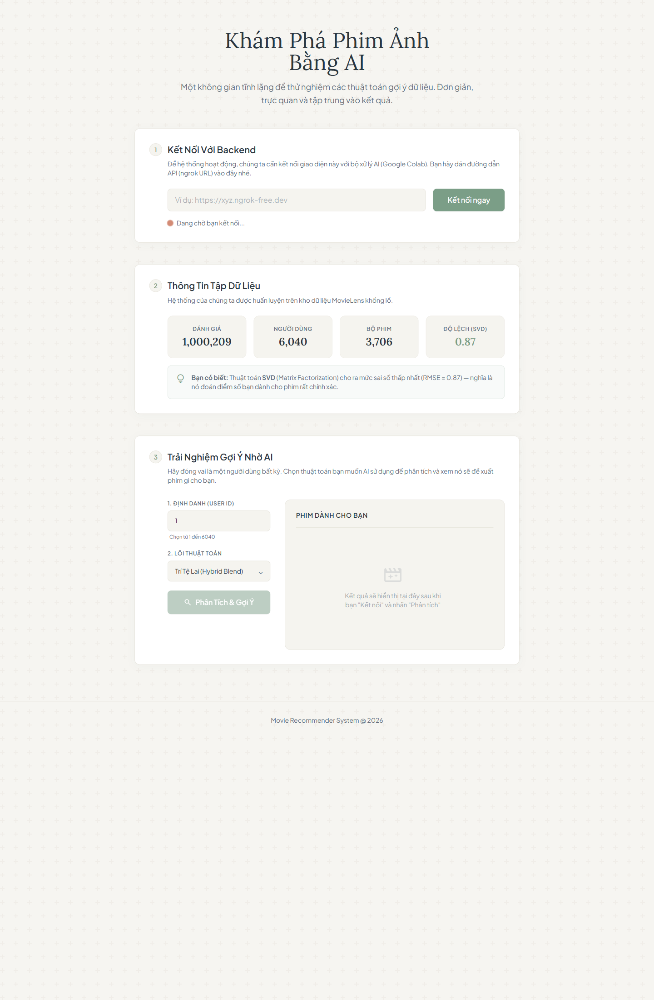 Khám Phá Phim Ảnh
Bằng AI
Một không gian tĩnh lặng để thử nghiệm các thuật toán gợi ý dữ liệu. Đơn giản,
trực quan và tập trung vào kết quả.
1
Kết Nối Với Backend
Để hệ thống hoạt động, chúng ta cần kết nối giao diện này với bộ xử lý AI (Google Colab). Bạn hãy dán đường dẫn
API (ngrok URL) vào đây nhé.
Ví dụ: https://xyz.ngrok-free.dev
Kết nối ngay
Đang chờ bạn kết nối...
2
Thông Tin Tập Dữ Liệu
Hệ thống của chúng ta được huấn luyện trên kho dữ liệu MovieLens khổng lồ.
ĐÁNH GIÁ
1,000,209
NGƯỜI DÙNG
6,040
BỘ PHIM
3,706
ĐỘ LỆCH (SVD)
0.87
Bạn có biết: Thuật toán SVD (Matrix Factorization) cho ra mức sai số thấp nhất (RMSE = 0.87) — nghĩa là
nó đoán điểm số bạn dành cho phim rất chính xác.
3
Trải Nghiệm Gợi Ý Nhờ AI
Hãy đóng vai là một người dùng bất kỳ. Chọn thuật toán bạn muốn AI sử dụng để phân tích và xem nó sẽ đề xuất
phim gì cho bạn.
1. ĐỊNH DANH (USER ID)
1
Chọn từ 1 đến 6040
2. LÕI THUẬT TOÁN
Trí Tệ Lai (Hybrid Blend)
Phân Tích & Gợi Ý
PHIM DÀNH CHO BẠN
Kết quả sẽ hiển thị tại đây sau khi
bạn "Kết nối" và nhấn "Phân tích"
Movie Recommender System @ 2026